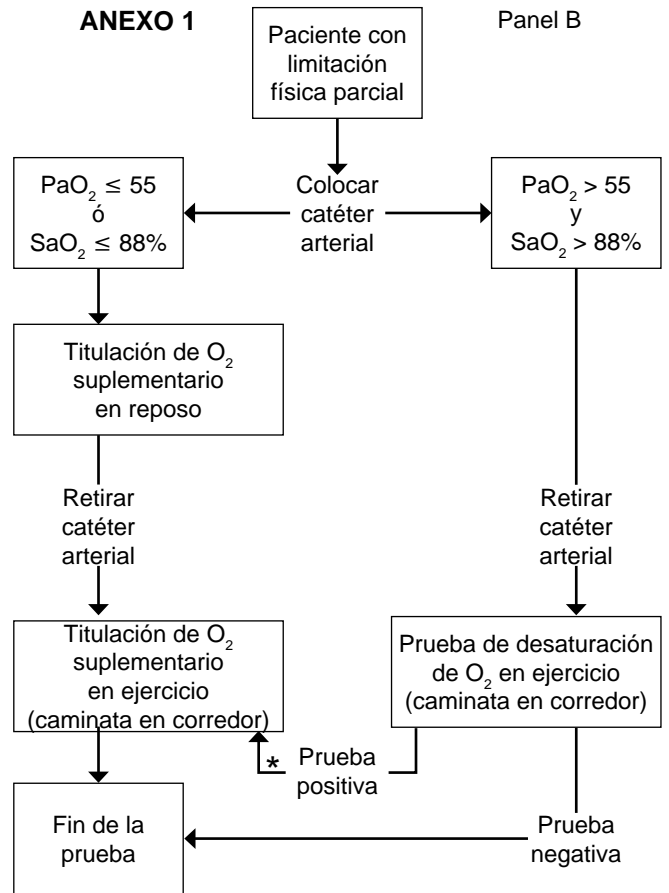 ANEXO 1
Panel B
Paciente con
limitación
física parcial
PaO2 ≤ 55
ó
SaO2 ≤ 88%
Colocar
catéter
arterial
PaO2 > 55
y
SaO2 > 88%
Titulación de O2
suplementario
en reposo
Retirar
catéter
arterial
Retirar
catéter
arterial
Titulación de O2
suplementario
en ejercicio
(caminata en corredor)
Prueba de desaturación
de O2 en ejercicio
(caminata en corredor)
* Prueba
positiva
Fin de la
prueba
Prueba
negativa